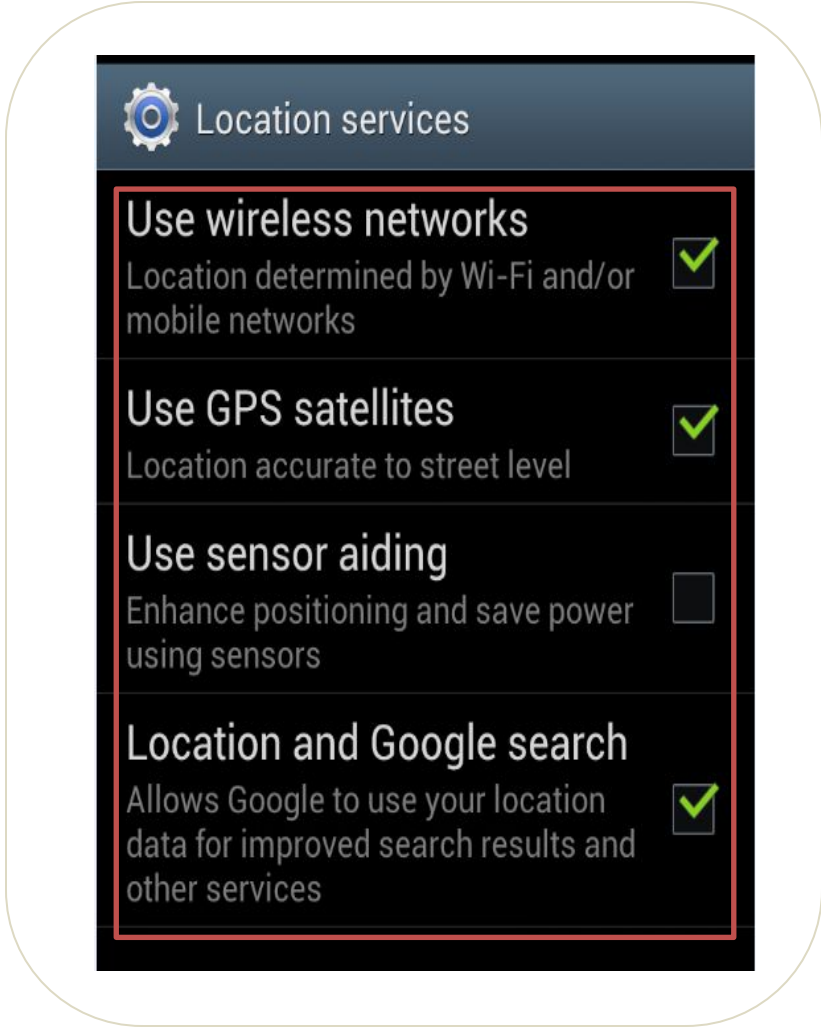 Location services
Use wireless networks
Location determined by Wi-Fi and/or
mobile networks
Use GPS satellites
Location accurate to street level
Use sensor aiding
Enhance positioning and save power
using sensors
Location and Google search
Allows Google to use your location
data for improved search results and
other services